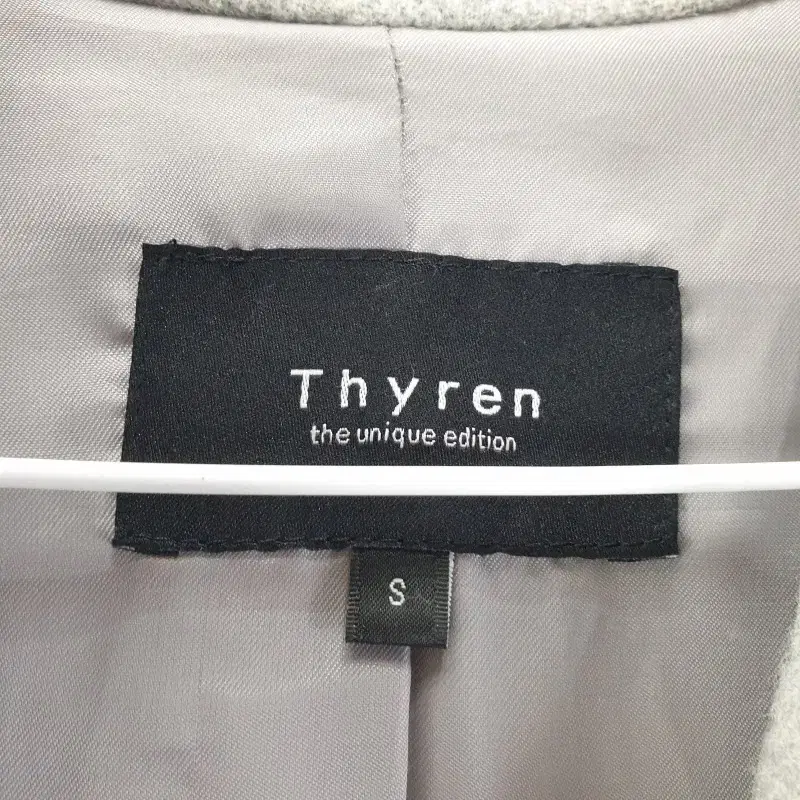 Thyren
the unique edition
S